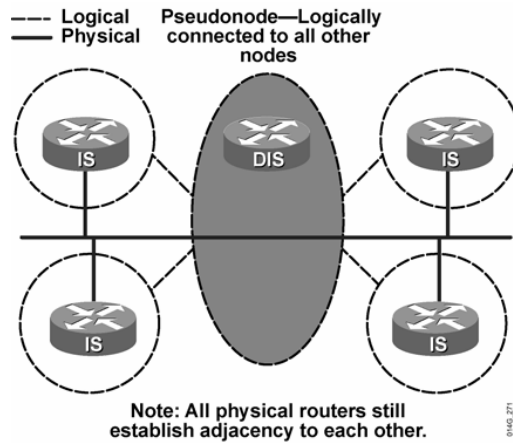 Logical
Physical
Pseudonode—Logically
connected to all other
nodes
IS
DIS
IS
IS
IS
Note: All physical routers still
establish adjacency to each other.
014G_271